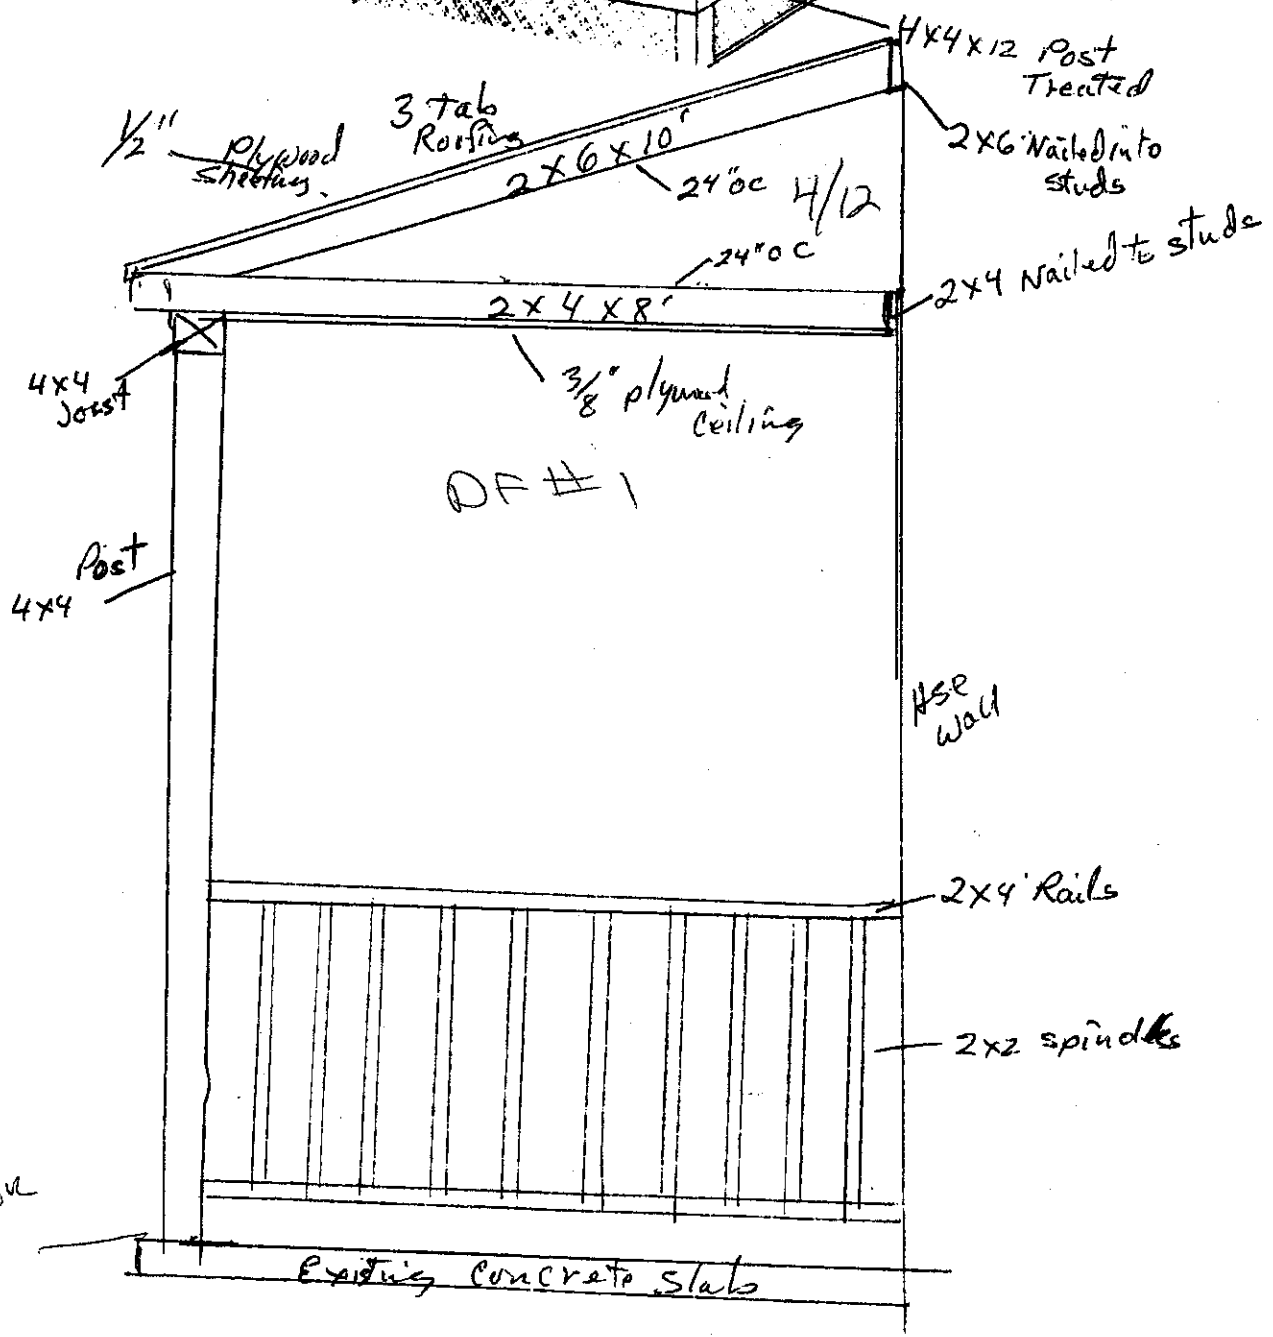 4x4x12 Post
Treated
1/2"
Plywood
Sheeting
3 tab
Roofing
2x6x10'
24"oc
4/12
2x6 Nailed into
studs
24"oc
2x4x8'
2x4 Nailed to studs
4x4
Joist
3/8" plywood
Ceiling
DF #1
Post
4x4
Hse
Wall
2x4 Rails
2x2 spindles
Existing Concrete Slab